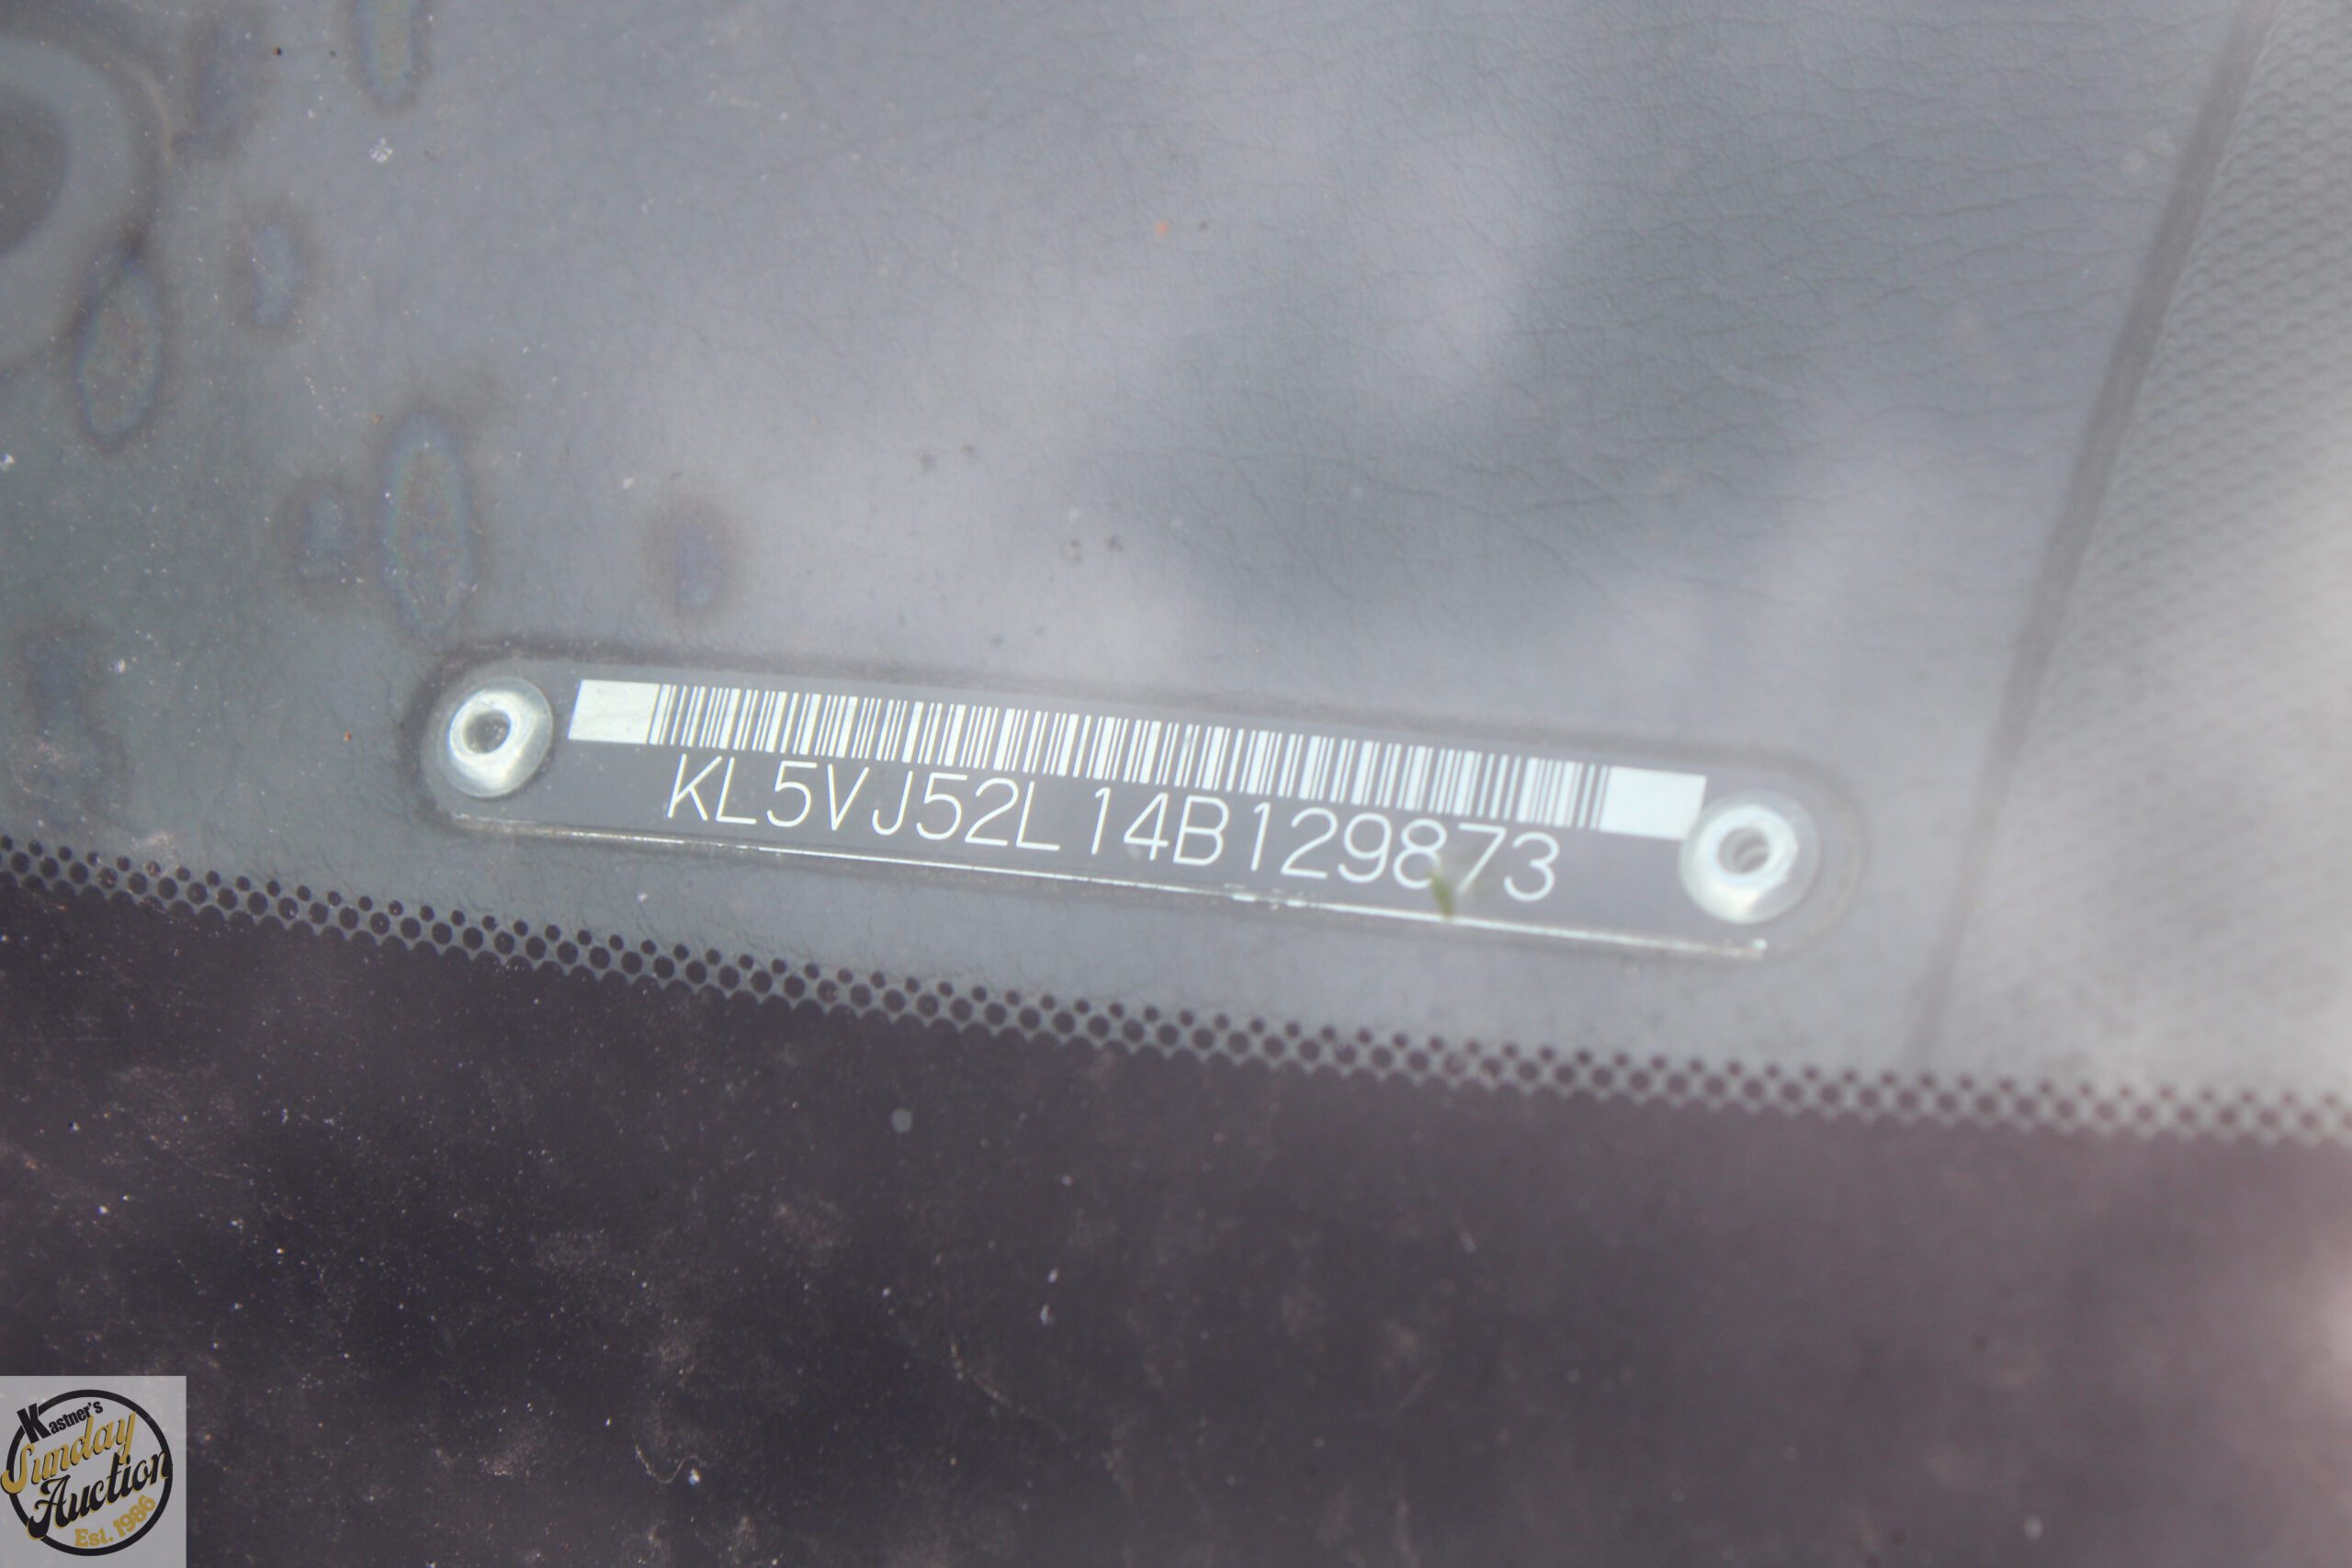 KL5VJ52L14B129873
Kastner's
Sunday
Auction
Est. 1986